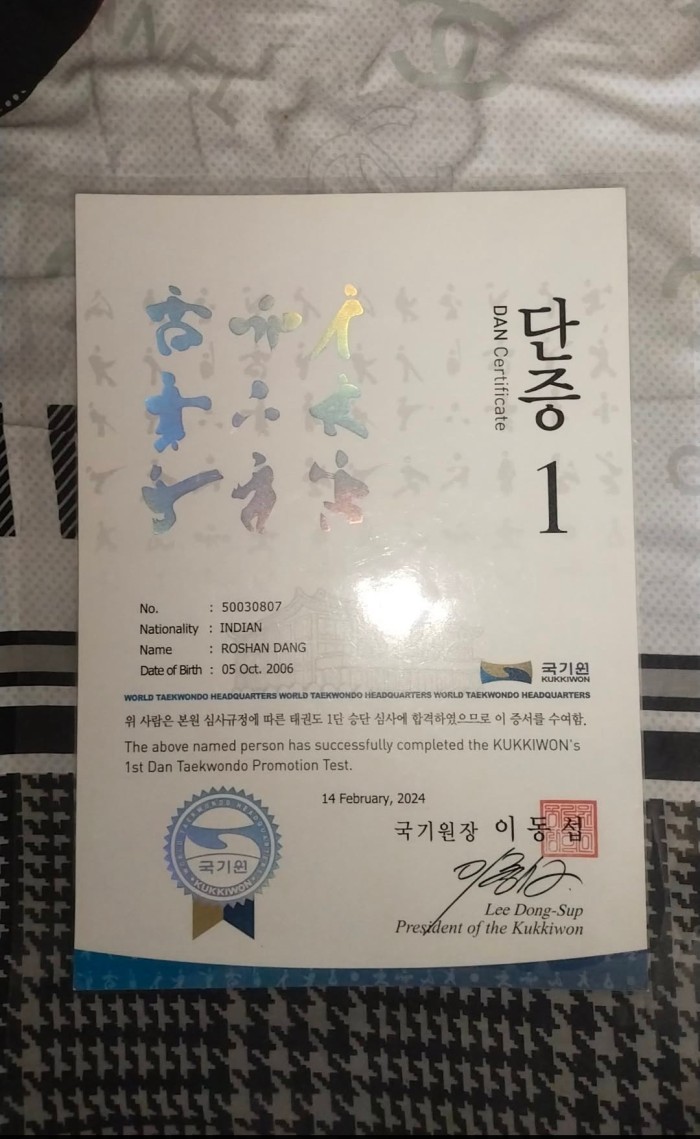 단증
DAN Certificate
1
No. : 50030807
Nationality : INDIAN
Name : ROSHAN DANG
Date of Birth : 05 Oct. 2006
국기원
KUKKIWON
WORLD TAEKWONDO HEADQUARTERS WORLD TAEKWONDO HEADQUARTERS WORLD TAEKWONDO HEADQUARTERS
위 사람은 본원 심사규정에 따른 태권도 1단 승단 심사에 합격하였으므로 이 증서를 수여함.
The above named person has successfully completed the KUKKIWON's
1st Dan Taekwondo Promotion Test.
14 February, 2024
국기원장 이동섭
Lee Dong-Sup
President of the Kukkiwon
WORLD TAEKWONDO HEADQUARTERS
국기원
KUKKIWON